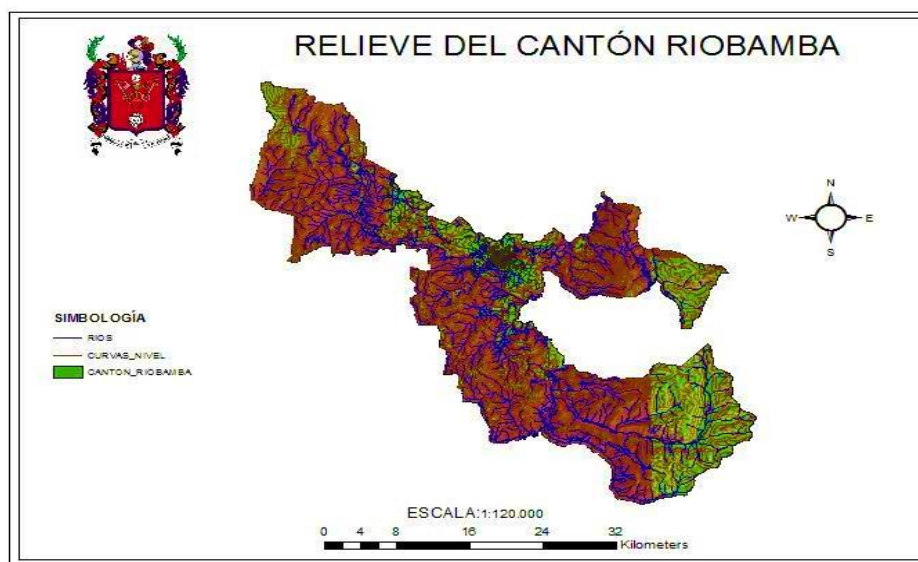 RELIEVE DEL CANTÓN RIOBAMBA
N
W E
S
SIMBOLOGÍA
RIOS
CURVAS_NIVEL
CANTON_RIOBAMBA
ESCALA:1:120.000
0 4 8 16 24 32
Kilometers